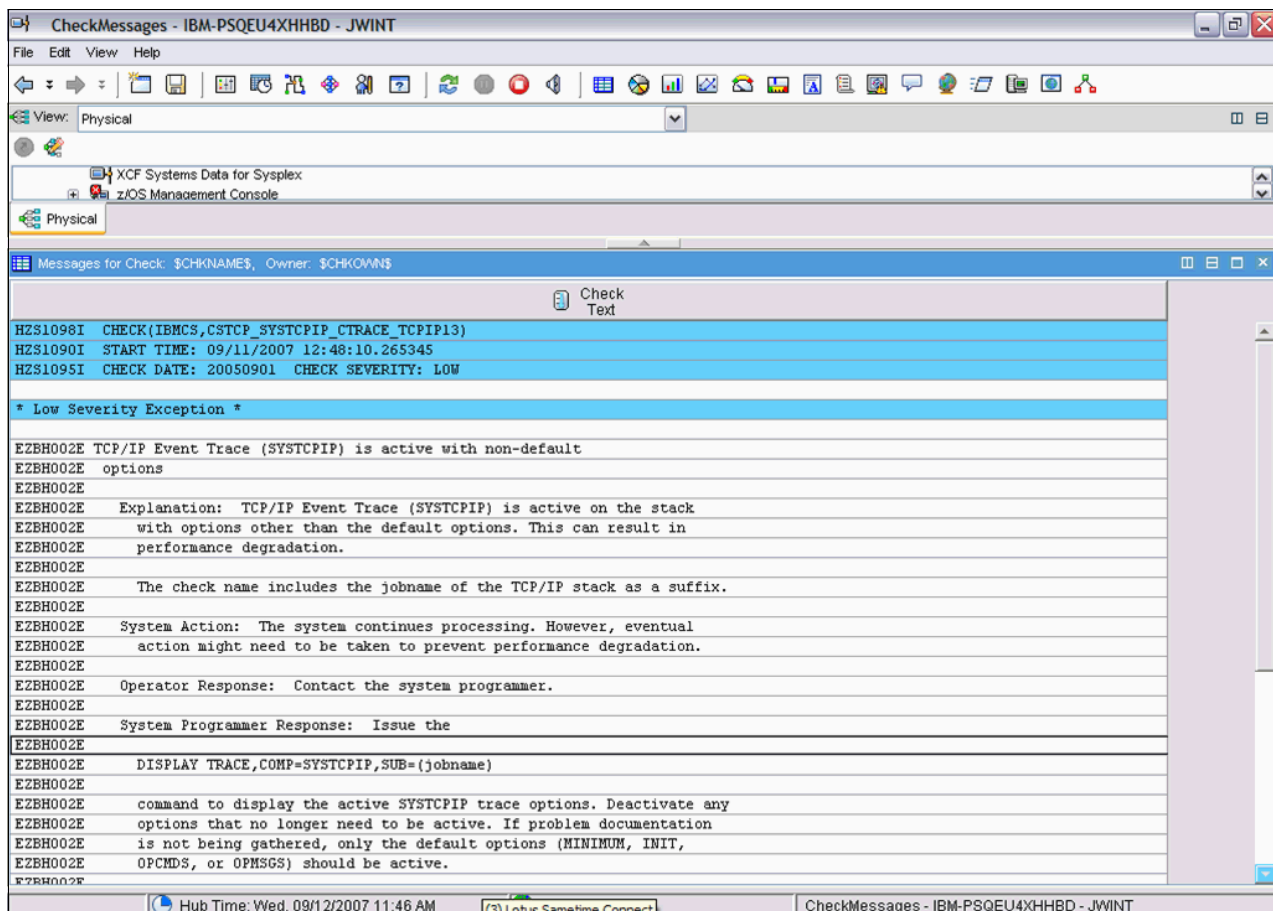 CheckMessages - IBM-PSQEU4XHHBD - JWINT
File Edit View Help
View: Physical
XCF Systems Data for Sysplex
z/OS Management Console
Physical
Messages for Check: $CHKNAME$, Owner: $CHKOWN$
Check
Text
HZS1098I CHECK(IBMCS,CSTCP_SYSTCPIP_CTRACE_TCPIP13)
HZS1090I START TIME: 09/11/2007 12:48:10.265345
HZS1095I CHECK DATE: 20050901 CHECK SEVERITY: LOW
* Low Severity Exception *
EZBH002E TCP/IP Event Trace (SYSTCPIP) is active with non-default
EZBH002E options
EZBH002E
EZBH002E Explanation: TCP/IP Event Trace (SYSTCPIP) is active on the stack
EZBH002E with options other than the default options. This can result in
EZBH002E performance degradation.
EZBH002E
EZBH002E The check name includes the jobname of the TCP/IP stack as a suffix.
EZBH002E
EZBH002E System Action: The system continues processing. However, eventual
EZBH002E action might need to be taken to prevent performance degradation.
EZBH002E
EZBH002E Operator Response: Contact the system programmer.
EZBH002E
EZBH002E System Programmer Response: Issue the
EZBH002E
EZBH002E DISPLAY TRACE,COMP=SYSTCPIP,SUB=(jobname)
EZBH002E
EZBH002E command to display the active SYSTCPIP trace options. Deactivate any
EZBH002E options that no longer need to be active. If problem documentation
EZBH002E is not being gathered, only the default options (MINIMUM, INIT,
EZBH002E OPCMDS, or OPMSGS) should be active.
EZBH002E
Hub Time: Wed, 09/12/2007 11:46 AM
(3) Lotus Sametime Connect
CheckMessages - IBM-PSQEU4XHHBD - JWINT